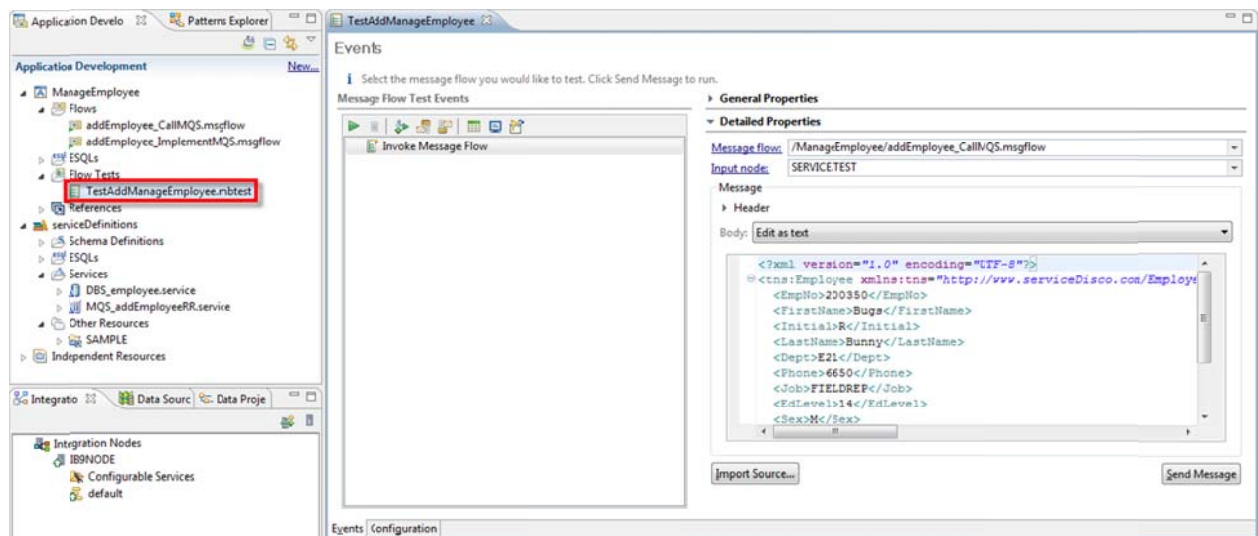 Application Develo
Patterns Explorer
Application Development
New...
ManageEmployee
Flows
addEmployee_CallMQS.msgflow
addEmployee_ImplementMQS.msgflow
ESQLs
Flow Tests
TestAddManageEmployee.mbtest
References
serviceDefinitions
Schema Definitions
ESQLs
Services
DBS_employee.service
MQS_addEmployeeRR.service
Other Resources
SAMPLE
Independent Resources
Integratio
Data Sourc
Data Proje
Integration Nodes
IB9NODE
Configurable Services
default
TestAddManageEmployee
Events
Select the message flow you would like to test. Click Send Message to run.
Message Flow Test Events
Invoke Message Flow
General Properties
Detailed Properties
Message flow: /ManageEmployee/addEmployee_CallMQS.msgflow
Input node: SERVICETEST
Message
Header
Body: Edit as text
<?xml version="1.0" encoding="UTF-8"?>
<tns:Employee xmlns:tns="http://www.serviceDisco.com/Employe
<EmpNo>200350</EmpNo>
<FirstName>Bugs</FirstName>
<Initial>R</Initial>
<LastName>Bunny</LastName>
<Dept>E21</Dept>
<Phone>6650</Phone>
<Job>FIELDREP</Job>
<EdLevel>14</EdLevel>
<Sex>M</Sex>
Import Source...
Send Message
Events
Configuration